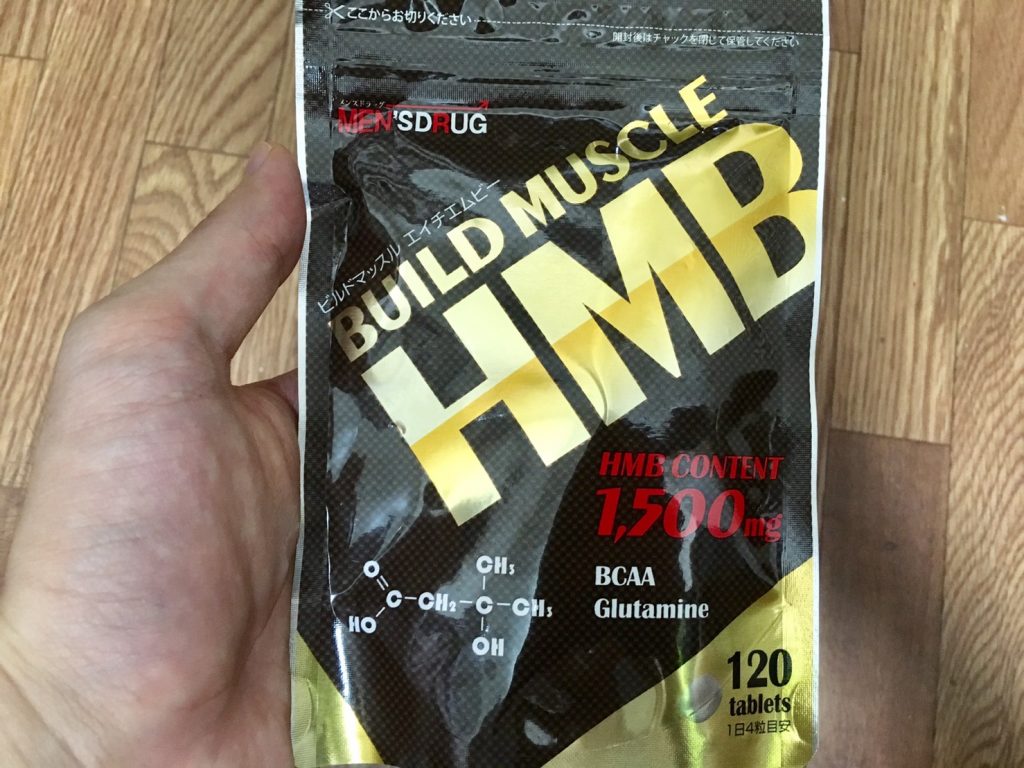 ここからお切りください
開封後はチャックを閉じて保管してください
メンズドラッグ
MEN'SDRUG
ビルドマッスル エイチエムビー
BUILD MUSCLE
HMB
HMB CONTENT
1,500mg
BCAA
Glutamine
O
CH₃
C-CH₂-C-CH₃
HO
OH
120
tablets
1日4粒目安